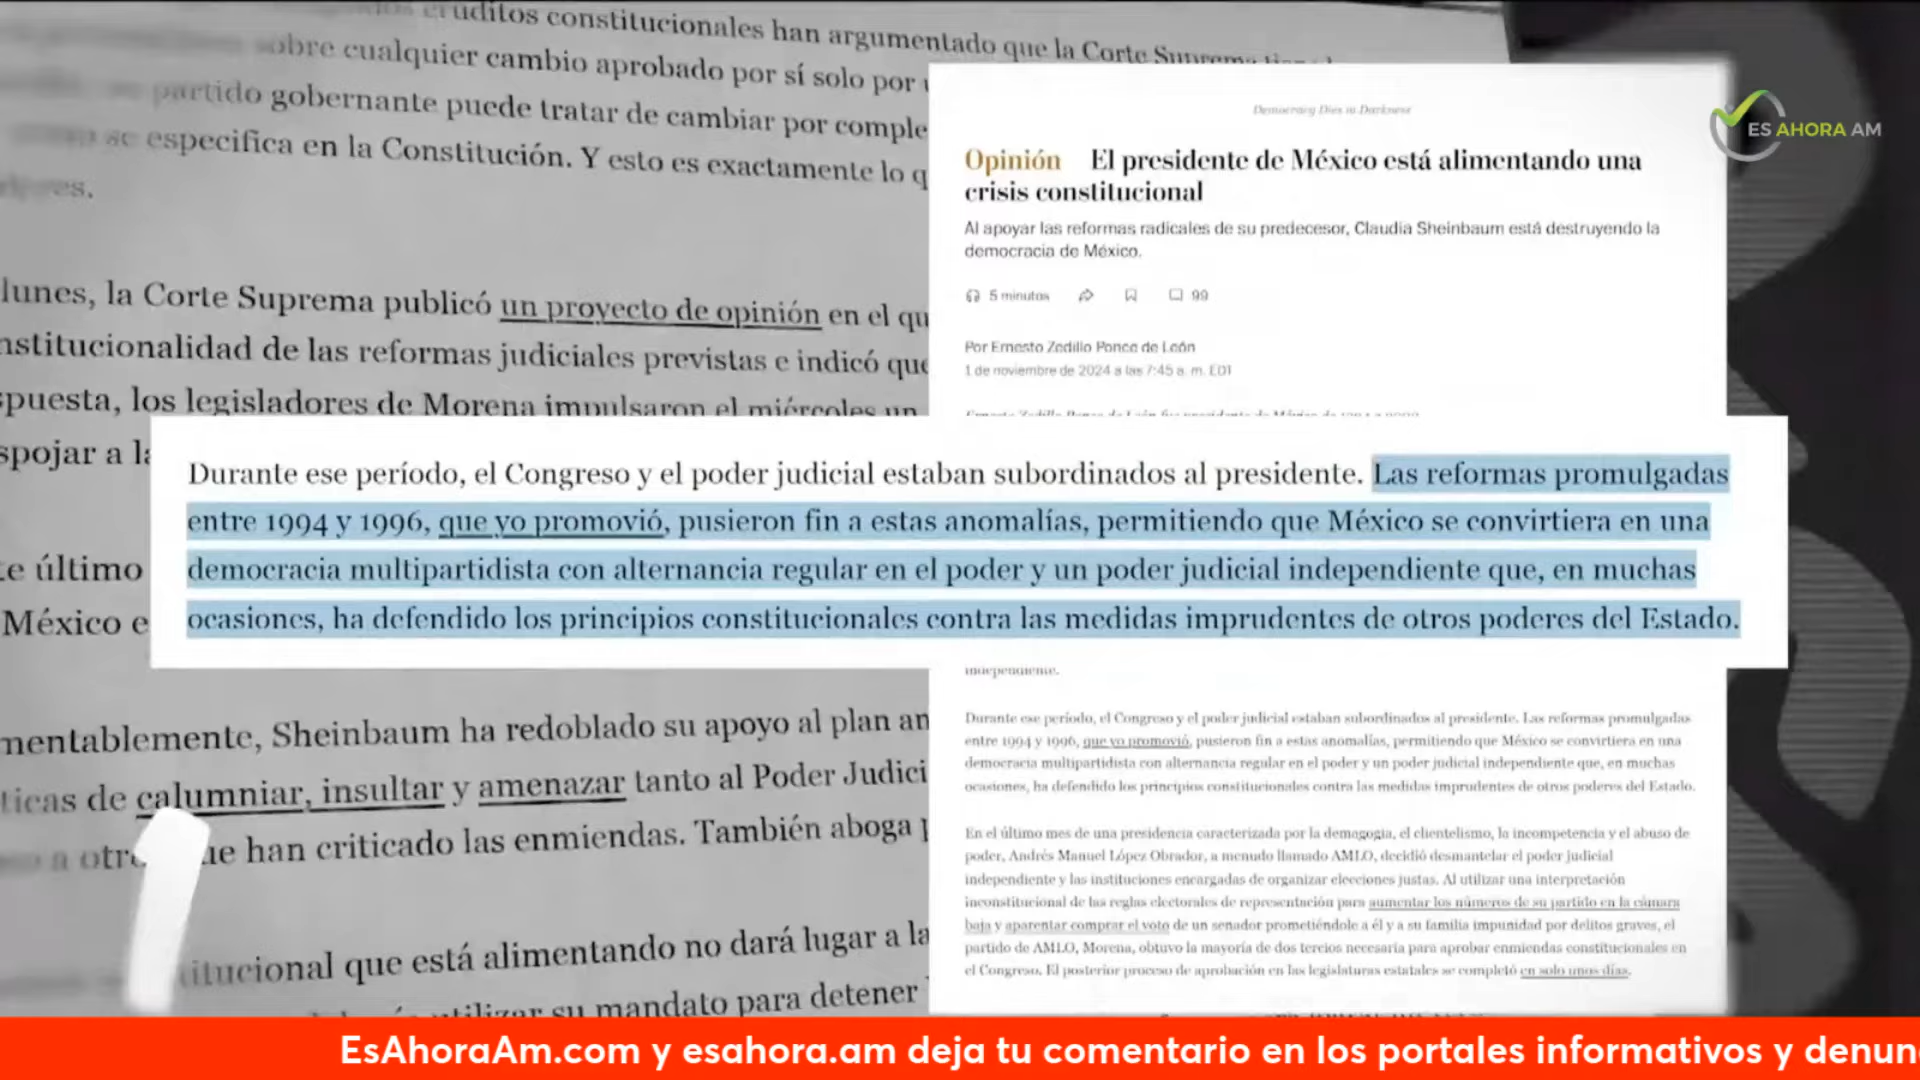 eruditos constitucionales han argumentado que la Corte Suprema
sobre cualquier cambio aprobado por sí solo por
partido gobernante puede tratar de cambiar por comple
se especifica en la Constitución. Y esto es exactamente lo q
lunes, la Corte Suprema publicó un proyecto de opinión en el qu
nstitucionalidad de las reformas judiciales previstas e indicó que
spuesta, los legisladores de Morena impulsaron el miércoles un
spojar a la
te último
México e
mentablemente, Sheinbaum ha redoblado su apoyo al plan an
ticas de calumniar, insultar y amenazar tanto al Poder Judici
a otro que han criticado las enmiendas. También aboga p
itucional que está alimentando no dará lugar a la
utilizar su mandato para detener
Democracy Dies in Darkness
Opinión El presidente de México está alimentando una
crisis constitucional
Al apoyar las reformas radicales de su predecesor, Claudia Sheinbaum está destruyendo la
democracia de México.
5 minutos 99
Por Ernesto Zedillo Ponce de León
1 de noviembre de 2024 a las 7:45 a. m. EDT
Durante ese período, el Congreso y el poder judicial estaban subordinados al presidente. Las reformas promulgadas
entre 1994 y 1996, que yo promoví, pusieron fin a estas anomalías, permitiendo que México se convirtiera en una
democracia multipartidista con alternancia regular en el poder y un poder judicial independiente que, en muchas
ocasiones, ha defendido los principios constitucionales contra las medidas imprudentes de otros poderes del Estado.
independiente.
Durante ese período, el Congreso y el poder judicial estaban subordinados al presidente. Las reformas promulgadas
entre 1994 y 1996, que yo promovió, pusieron fin a estas anomalías, permitiendo que México se convirtiera en una
democracia multipartidista con alternancia regular en el poder y un poder judicial independiente que, en muchas
ocasiones, ha defendido los principios constitucionales contra las medidas imprudentes de otros poderes del Estado.
En el último mes de una presidencia caracterizada por la demagogia, el clientelismo, la incompetencia y el abuso de
poder, Andrés Manuel López Obrador, a menudo llamado AMLO, decidió desmantelar el poder judicial
independiente y las instituciones encargadas de organizar elecciones justas. Al utilizar una interpretación
inconstitucional de las reglas electorales de representación para aumentar los números de su partido en la cámara
baja y aparentar comprar el voto de un senador prometiéndole a él y a su familia impunidad por delitos graves, el
partido de AMLO, Morena, obtuvo la mayoría de dos tercios necesaria para aprobar enmiendas constitucionales en
el Congreso. El posterior proceso de aprobación en las legislaturas estatales se completó en solo unos días.
ES AHORA AM
EsAhoraAm.com y esahora.am deja tu comentario en los portales informativos y denun